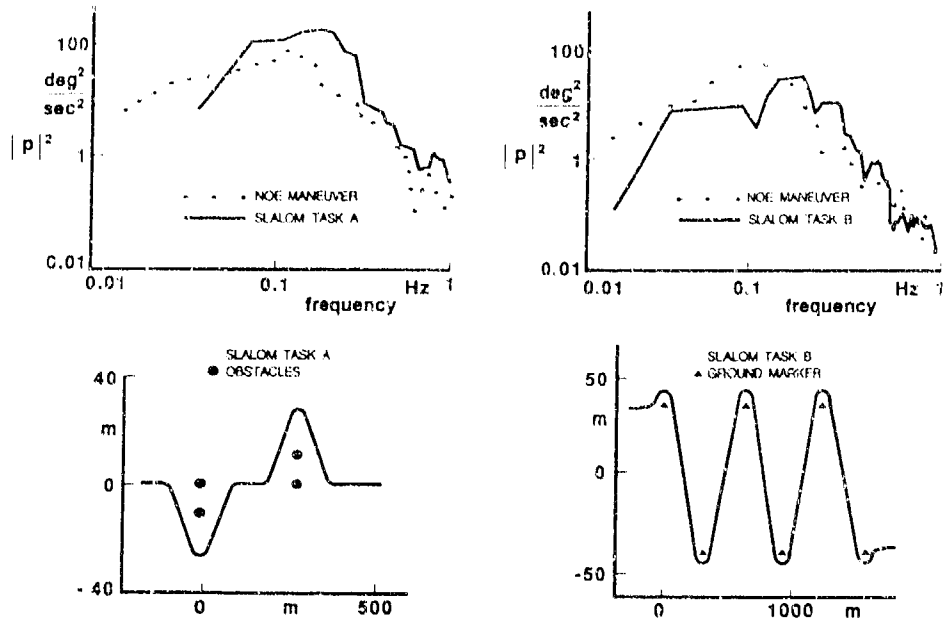 100
deg²
sec²
|p|²
1
0.01
0.01
0.1
Hz
1
frequency
NOE MANEUVER
SLALOM TASK A
100
deg²
sec²
|p|²
1
0.01
0.01
0.1
Hz
1
frequency
NOE MANEUVER
SLALOM TASK B
SLALOM TASK A
OBSTACLES
40
m
0
- 40
0
m
500
SLALOM TASK B
GROUND MARKER
50
m
0
-50
0
1000
m